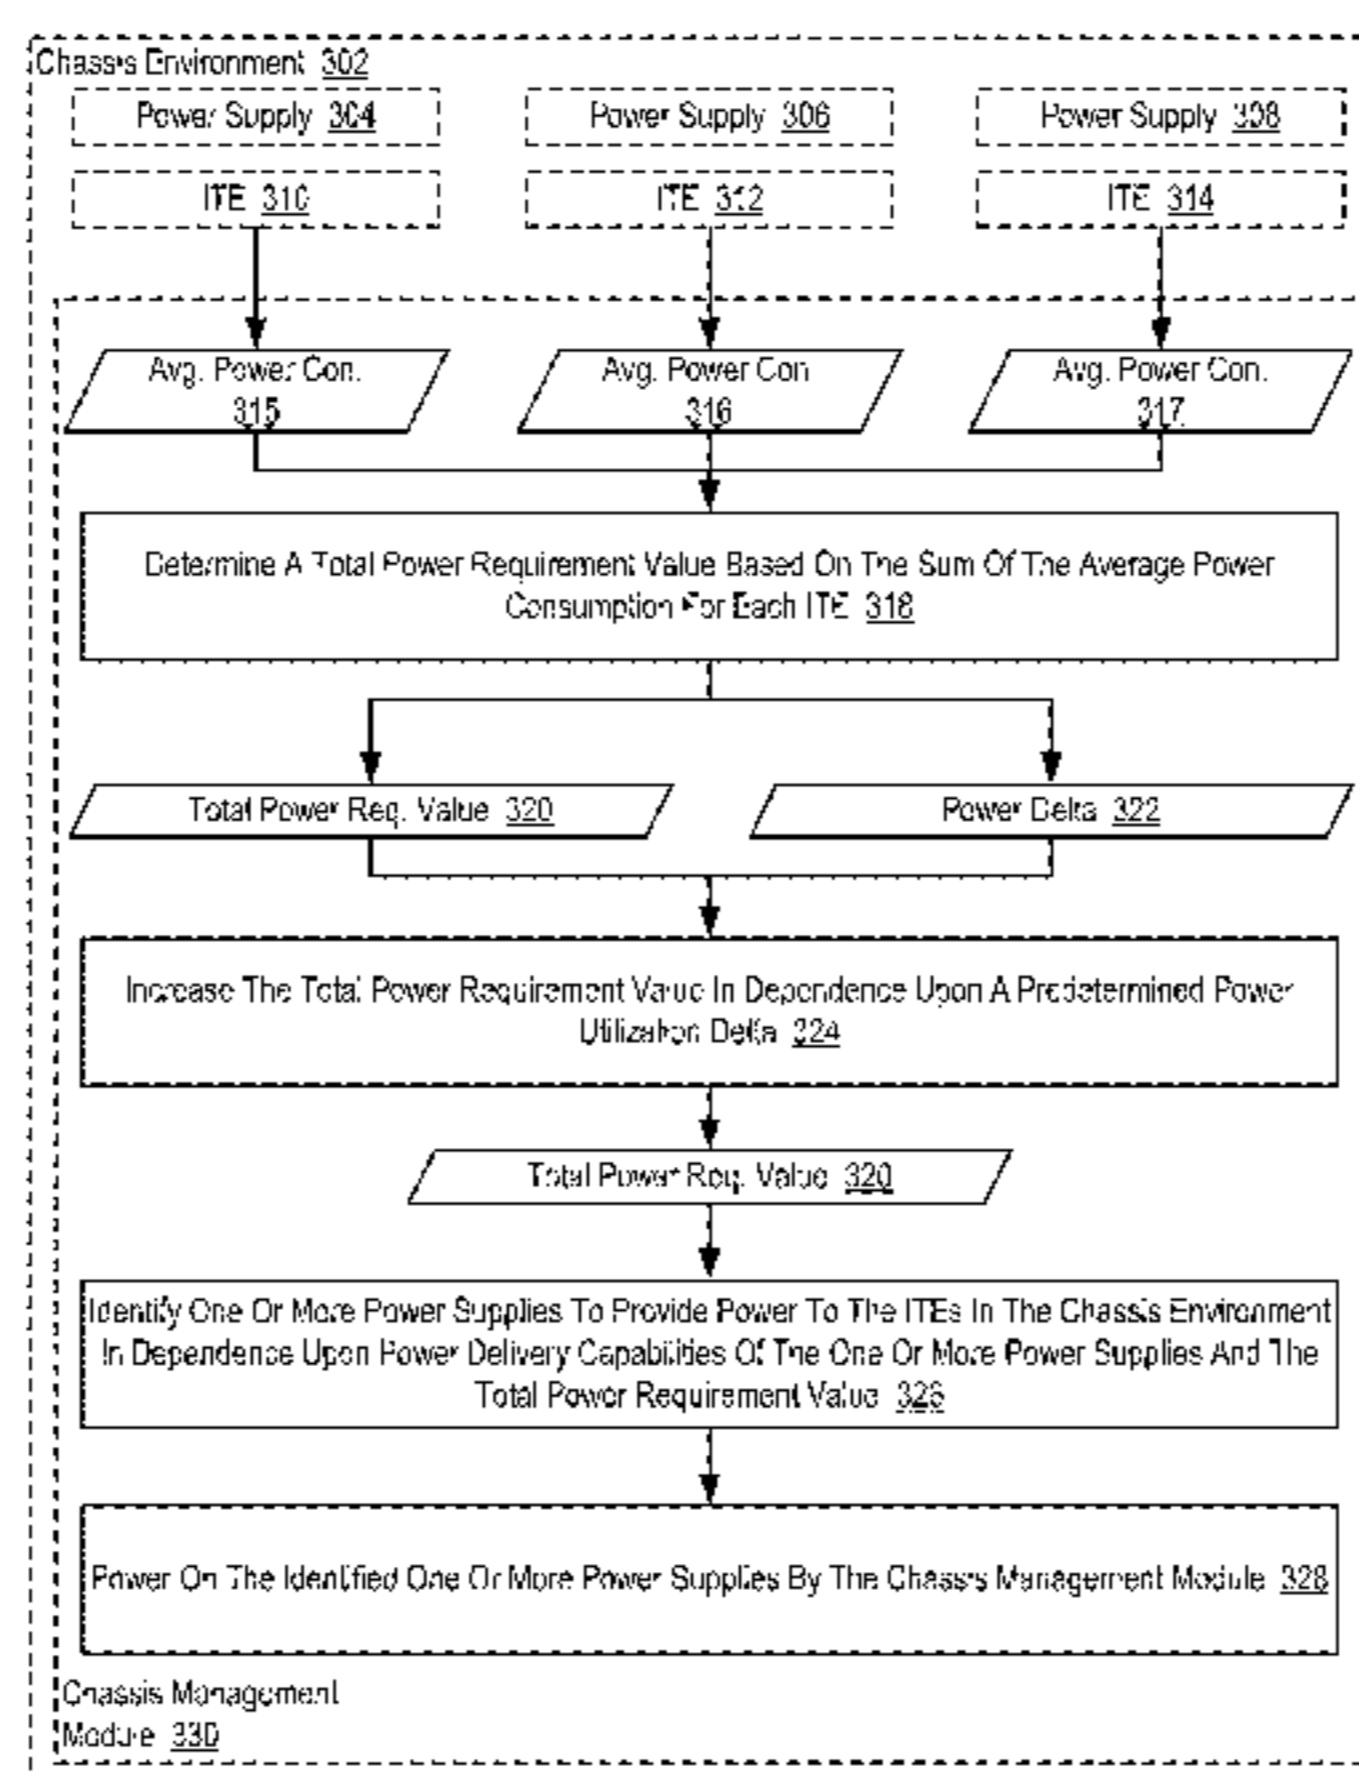 Chassis Environment 302
Power Supply 304
Power Supply 306
Power Supply 308
ITE 310
ITE 312
ITE 314
Avg. Power Con.
315
Avg. Power Con
316
Avg. Power Con.
317
Determine A Total Power Requirement Value Based On The Sum Of The Average Power
Consumption For Each ITE 318
Total Power Req. Value 320
Power Delta 322
Increase The Total Power Requirement Value In Dependence Upon A Predetermined Power
Utilization Delta 324
Total Power Req. Value 320
Identify One Or More Power Supplies To Provide Power To The ITEs In The Chassis Environment
In Dependence Upon Power Delivery Capabilities Of The One Or More Power Supplies And The
Total Power Requirement Value 326
Power On The Identified One Or More Power Supplies By The Chassis Management Module 328
Chassis Management
Module 330